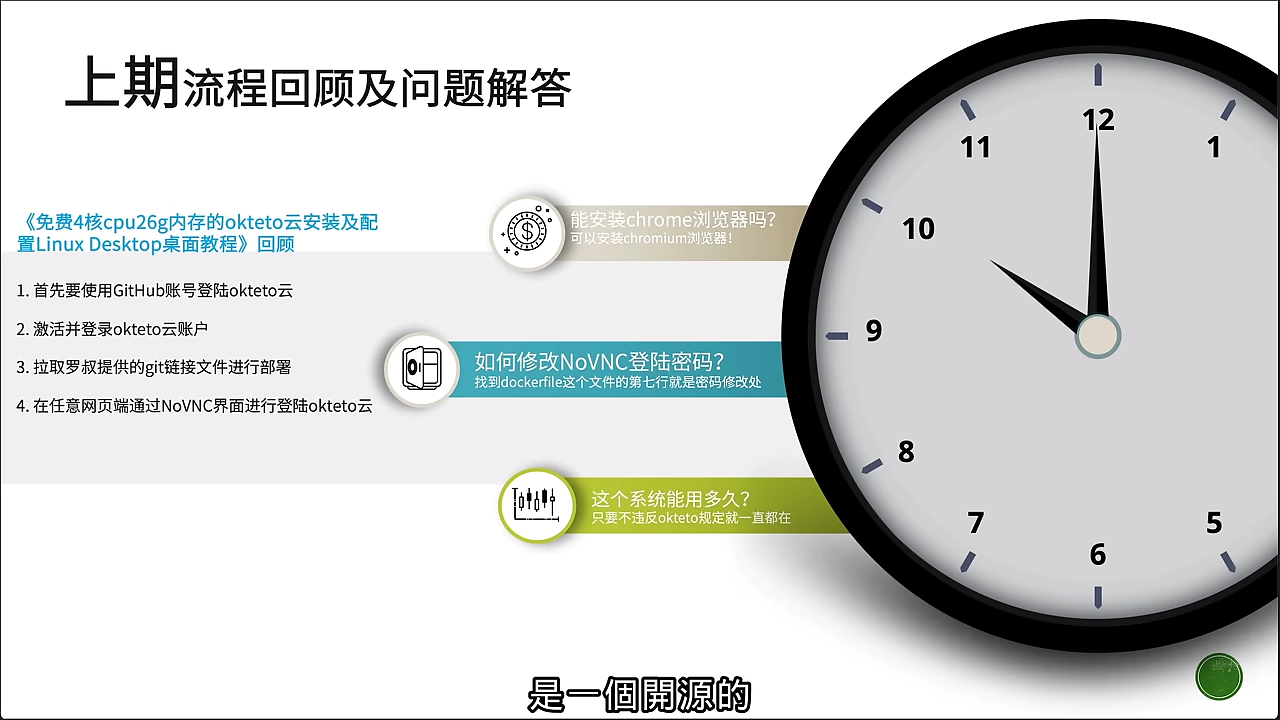 上期流程回顾及问题解答
《免费4核cpu26g内存的okteto云安装及配
置Linux Desktop桌面教程》回顾
1. 首先要使用GitHub账号登陆okteto云
2. 激活并登录okteto云账户
3. 拉取罗叔提供的git链接文件进行部署
4. 在任意网页端通过NoVNC界面进行登陆okteto云
能安装chrome浏览器吗?
可以安装chromium浏览器!
如何修改NoVNC登陆密码?
找到dockerfile这个文件的第七行就是密码修改处
这个系统能用多久?
只要不违反okteto规定就一直都在
12
11
1
10
9
8
7
5
6
是一個開源的